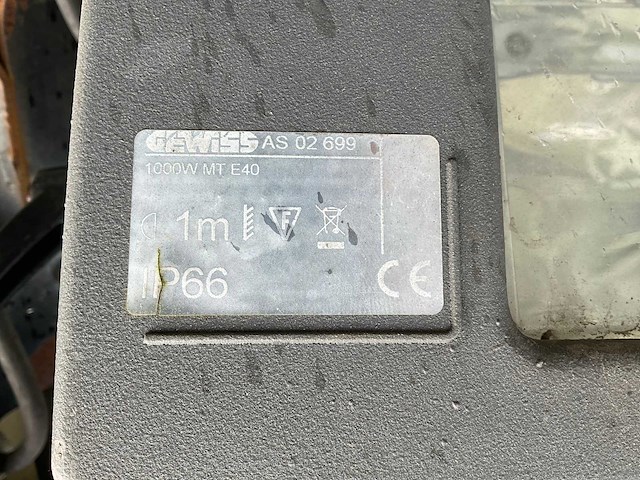 GEWISS AS 02 699
1000W MT E40
1m F
IP66 CE